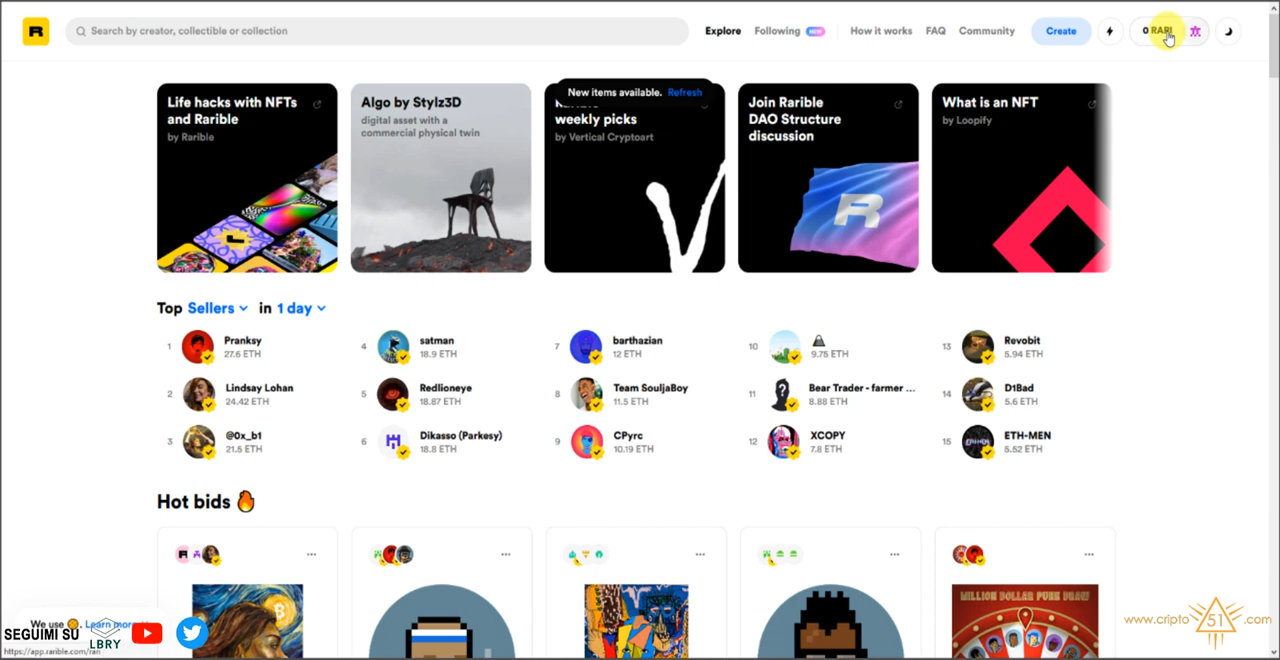 R
Search by creator, collectible or collection
Explore
Following NEW
How it works
FAQ
Community
Create
0 RARI
New items available. Refresh
Life hacks with NFTs
and Rarible
by Rarible
Algo by Stylz3D
digital asset with a
commercial physical twin
weekly picks
by Vertical Cryptoart
Join Rarible
DAO Structure
discussion
R
What is an NFT
by Loopify
Top Sellers in 1 day
1
Pranksy
27.6 ETH
2
Lindsay Lohan
24.42 ETH
3
@0x_b1
21.5 ETH
4
satman
18.9 ETH
5
Redlioneye
18.87 ETH
6
Dikasso (Parkesy)
18.8 ETH
7
barthazian
12 ETH
8
Team SouljaBoy
11.5 ETH
9
CPyrc
10.19 ETH
10
9.75 ETH
11
Bear Trader - farmer ...
8.88 ETH
12
XCOPY
7.8 ETH
13
Revobit
5.94 ETH
14
D1Bad
5.6 ETH
15
ETH-MEN
5.52 ETH
Hot bids
MILLION DOLLAR PUNK DRAW
We use
Learn more
SEGUIMI SU
LBRY
https://app.rarible.com/rari
www.cripto 51 .com